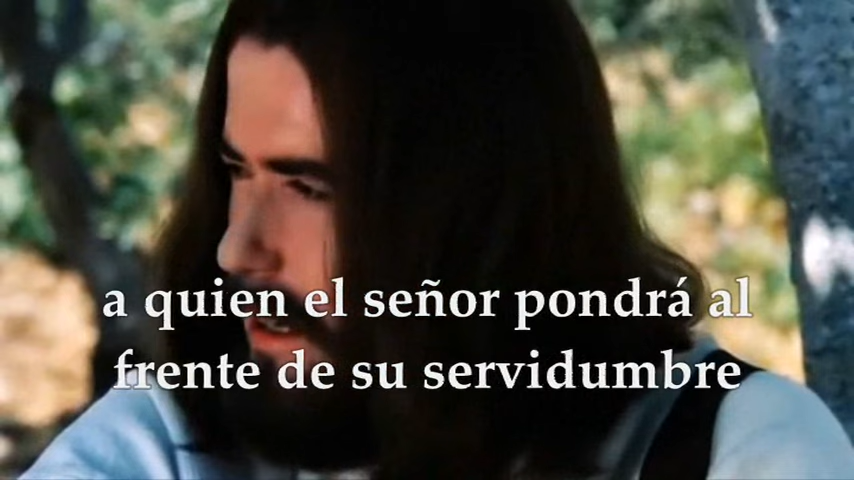 a quien el señor pondrá al
frente de su servidumbre